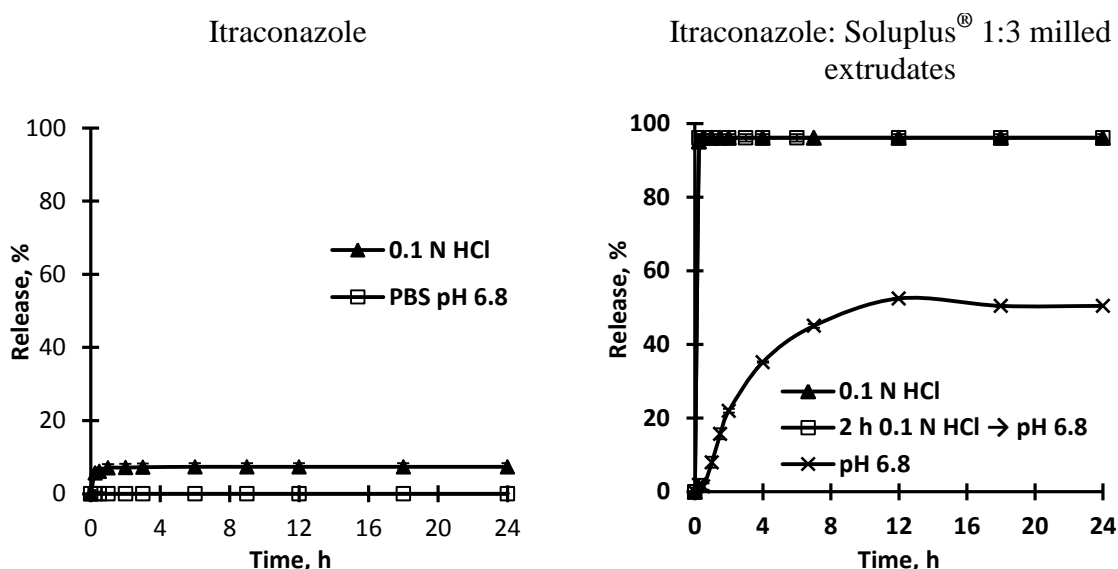 Itraconazole
100
80
60
40
20
0
Release, %
0 4 8 12 16 20 24
Time, h
0.1 N HCl
PBS pH 6.8
Itraconazole: Soluplus® 1:3 milled
extrudates
100
80
60
40
20
0
Release, %
0 4 8 12 16 20 24
Time, h
0.1 N HCl
2 h 0.1 N HCl → pH 6.8
pH 6.8